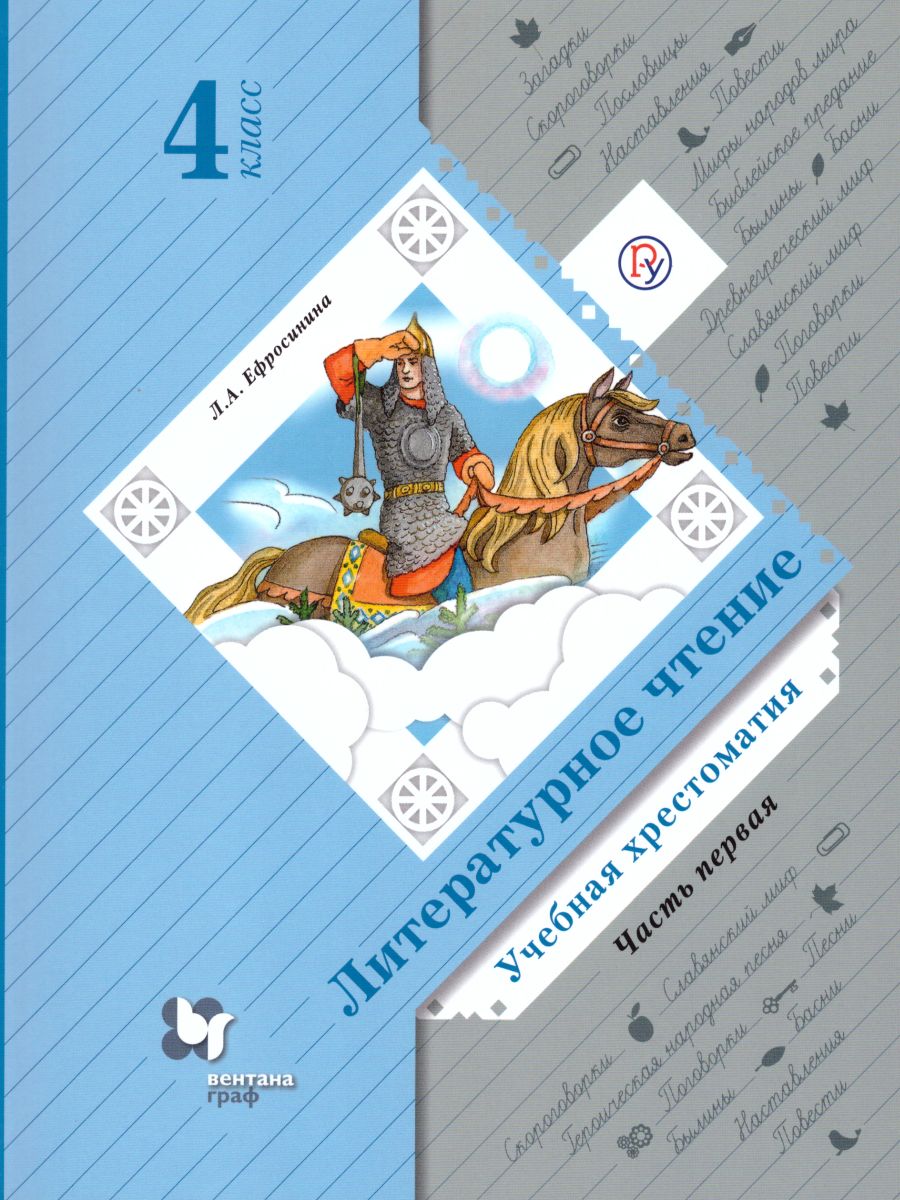 4
класс
Загадки
Скороговорки
Пословицы
Наставления
Повести
Мифы народов мира
Библейское предание
Былины
Басни
Древнегреческий миф
Славянский миф
Поговорки
Повести
РУ
Л.А. Ефросинина
Литературное чтение
Учебная хрестоматия
Часть первая
Славянский миф
Героическая народная песня
Песни
Скороговорки
Поговорки
Басни
Былины
Наставления
Повести
вентана
граф